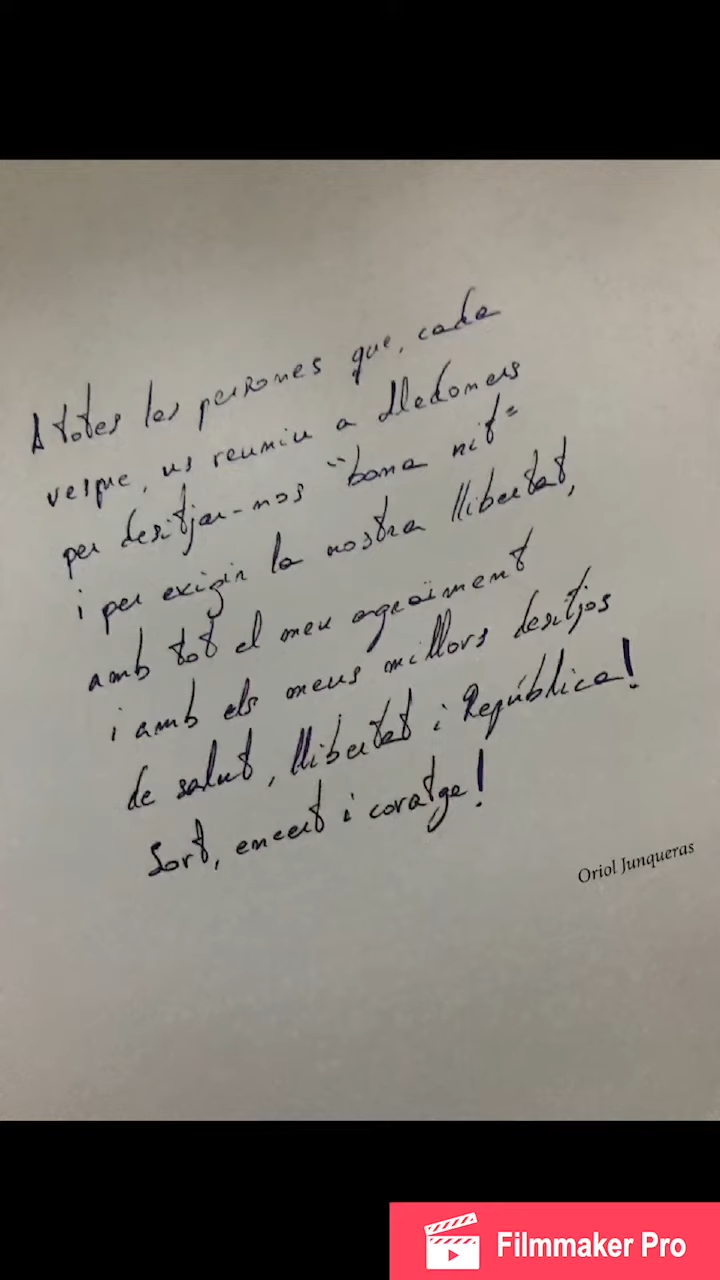 A totes les persones que, cada
vespre, us reuniu a Lledoners
per desitjar-nos "bona nit"
i per exigir la nostra llibertat,
amb tot el meu agraïment
i amb els meus millors desitjos
de salut, llibertat i República!
Sort, encert i coratge!
Oriol Junqueras
Filmmaker Pro